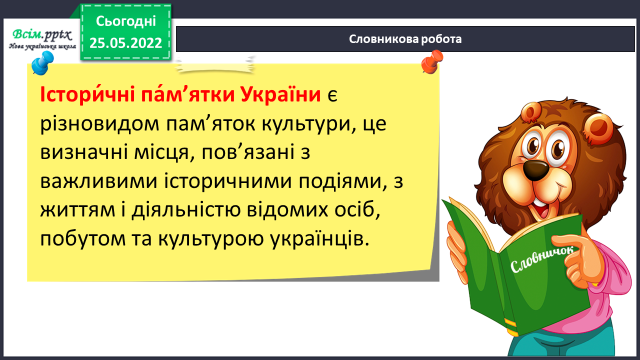 Всім.pptx
Нова українська школа
Сьогодні
25.05.2022
Словникова робота
Істори́чні па́м’ятки України є
різновидом пам’яток культури, це
визначні місця, пов’язані з
важливими історичними подіями, з
життям і діяльністю відомих осіб,
побутом та культурою українців.
Словничок